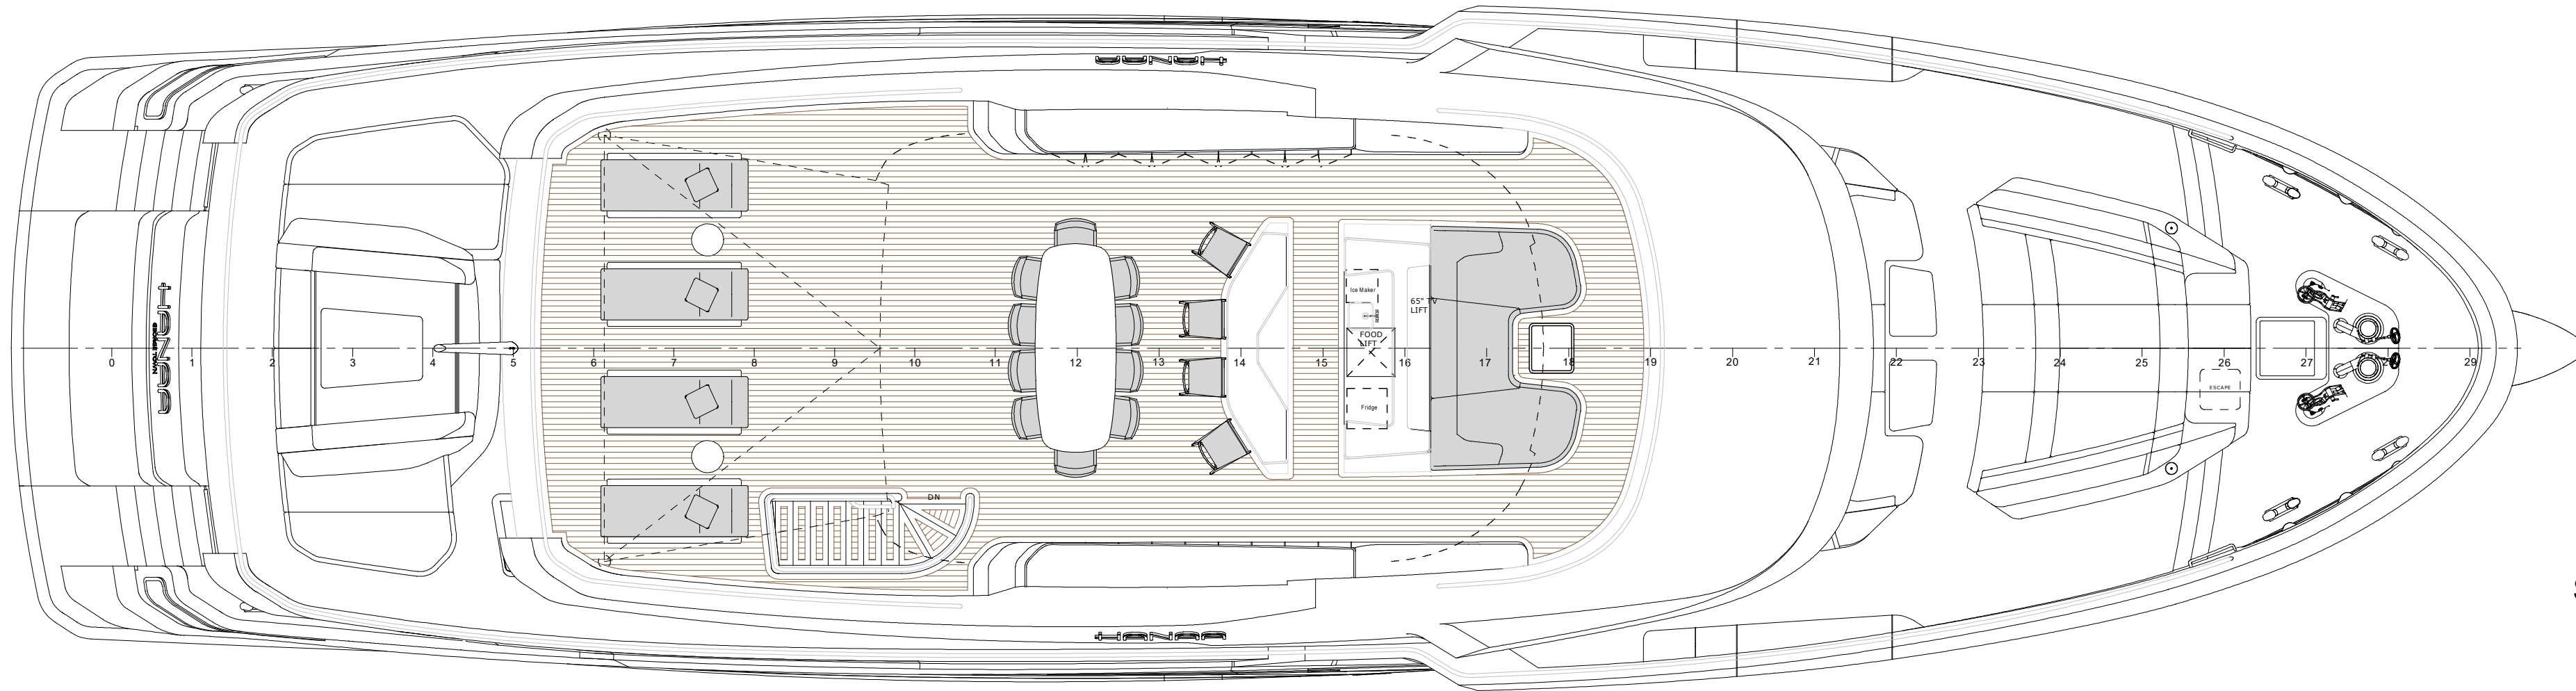 DN
Ice Maker
65" TV
LIFT
FOOD
LIFT
Fridge
ESCAPE
0 1 2 3 4 5 6 7 8 9 10 11 12 13 14 15 16 17 18 19 20 21 22 23 24 25 26 27 28 29
GEORGETOWN